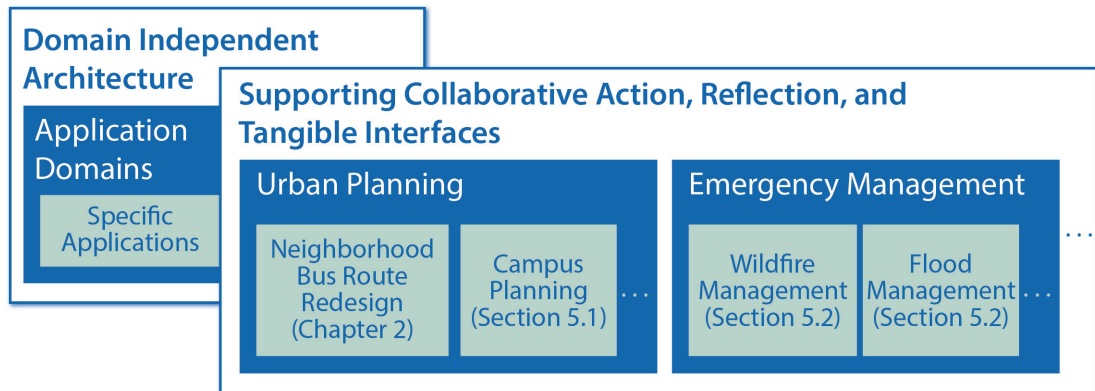 Domain Independent
Architecture
Application
Domains
Specific
Applications
Supporting Collaborative Action, Reflection, and
Tangible Interfaces
Urban Planning
Neighborhood
Bus Route
Redesign
(Chapter 2)
Campus
Planning
(Section 5.1)
...
Emergency Management
Wildfire
Management
(Section 5.2)
Flood
Management
(Section 5.2)
...
...